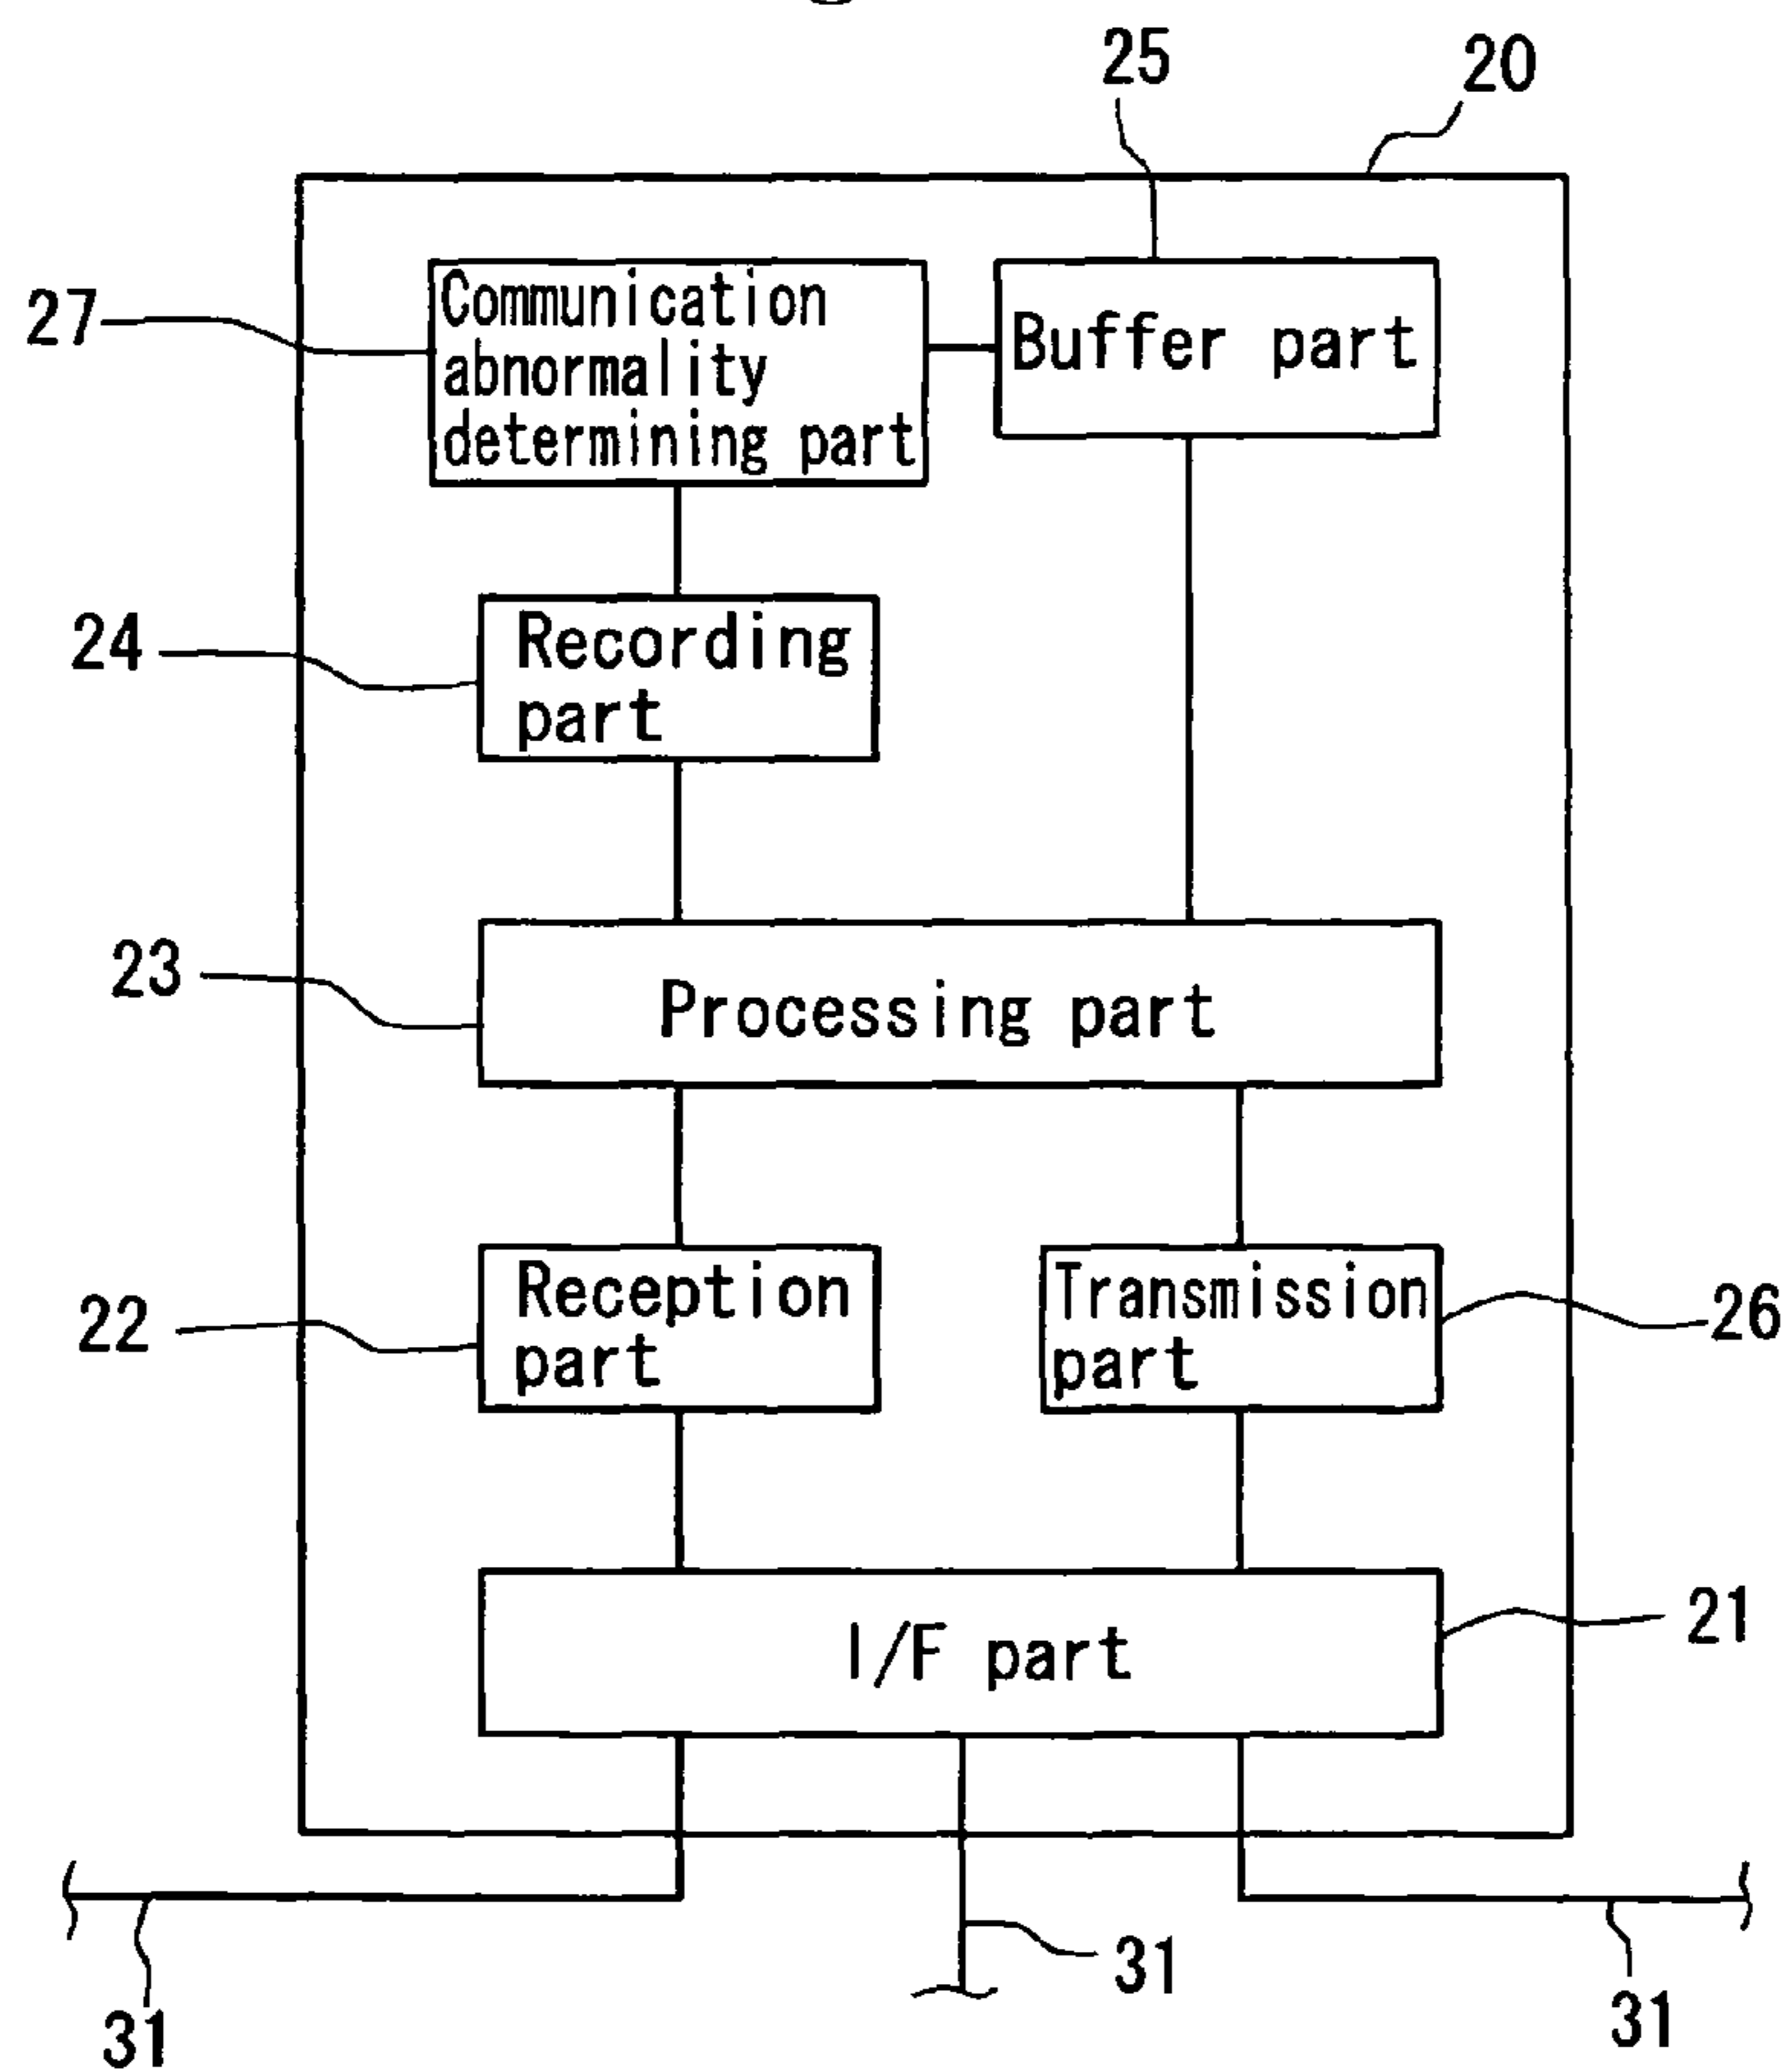 25
20
27
Communication
abnormality
determining part
Buffer part
24
Recording
part
23
Processing part
22
Reception
part
Transmission
part
26
I/F part
21
31
31
31